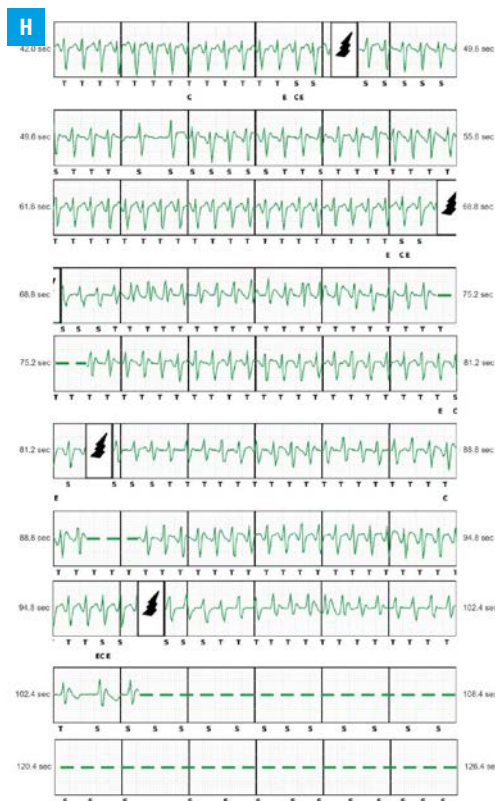 H
42.0 sec 49.6 sec
T T T T T T T T T T T T T S S S S S S S
C E CE
49.6 sec 55.6 sec
S T T T S S S S S S S T T S T T T T T T T
61.6 sec 68.8 sec
T T T T T T T T T T T T T T T T T T T T S S
E CE
68.8 sec 75.2 sec
S S S T T T T T T T T T T T T T T T T T T T T
75.2 sec 81.2 sec
T T T T T T T T T T T T T T T T T T T T T T T S
E C
81.2 sec 88.8 sec
S S S S T T T T T T T T T T T T T T T T T
E C
88.8 sec 94.8 sec
T T T T T T T T T T T T T T T T T T T T T T T T
94.8 sec 102.4 sec
T T S S S S S S S T T T T T T T T T T T T T T
ECE
102.4 sec 108.4 sec
T S S S S S S S S S S S S
120.4 sec 126.4 sec